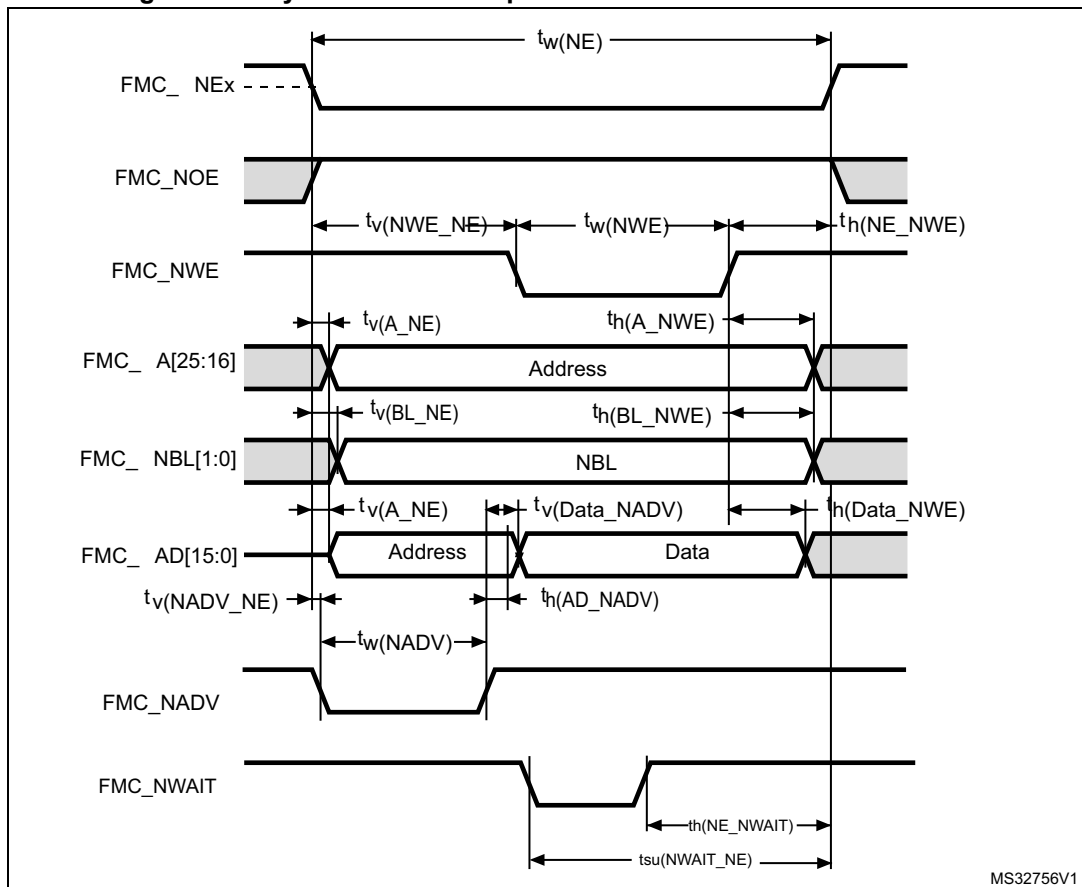 tw(NE)
FMC_ NEx
FMC_NOE
tv(NWE_NE) tw(NWE) th(NE_NWE)
FMC_NWE
tv(A_NE) th(A_NWE)
FMC_ A[25:16] Address
tv(BL_NE) th(BL_NWE)
FMC_ NBL[1:0] NBL
tv(A_NE) tv(Data_NADV) th(Data_NWE)
FMC_ AD[15:0] Address Data
tv(NADV_NE) th(AD_NADV)
tw(NADV)
FMC_NADV
FMC_NWAIT
th(NE_NWAIT)
tsu(NWAIT_NE)
MS32756V1